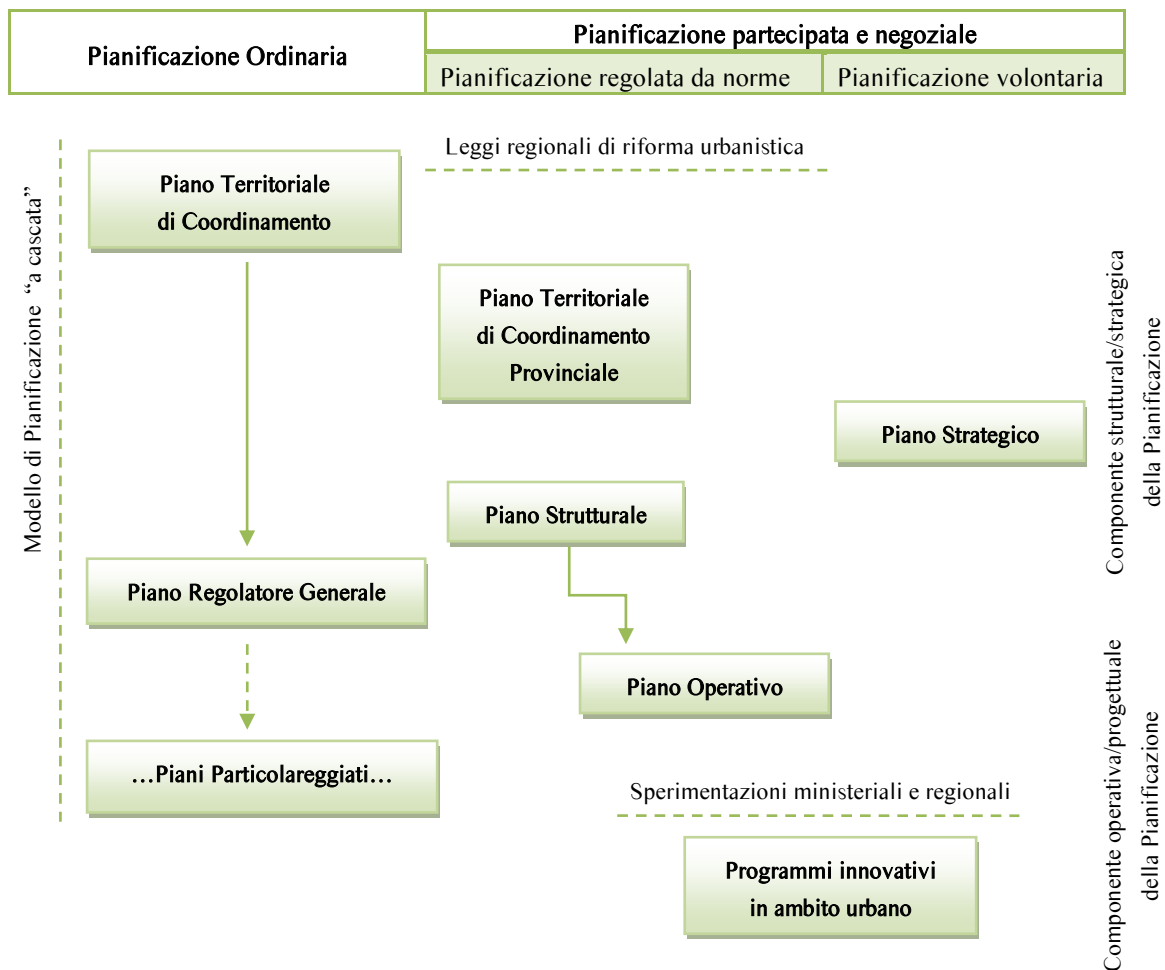 Pianificazione Ordinaria
Pianificazione partecipata e negoziale
Pianificazione regolata da norme
Pianificazione volontaria
Modello di Pianificazione “a cascata”
Leggi regionali di riforma urbanistica
Piano Territoriale
di Coordinamento
Piano Territoriale
di Coordinamento
Provinciale
Piano Strategico
Componente strutturale/strategica
della Pianificazione
Piano Strutturale
Piano Regolatore Generale
Piano Operativo
Componente operativa/progettuale
della Pianificazione
…Piani Particolareggiati…
Sperimentazioni ministeriali e regionali
Programmi innovativi
in ambito urbano